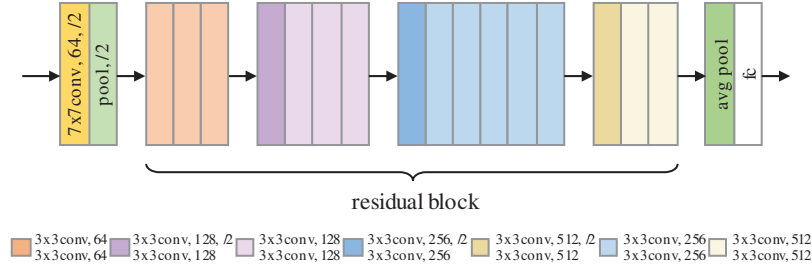 7x7conv, 64, /2
pool, /2
avg pool
fc
residual block
3x3conv, 64
3x3conv, 64
3x3conv, 128, /2
3x3conv, 128
3x3conv, 128
3x3conv, 128
3x3conv, 256, /2
3x3conv, 256
3x3conv, 512, /2
3x3conv, 512
3x3conv, 256
3x3conv, 256
3x3conv, 512
3x3conv, 512